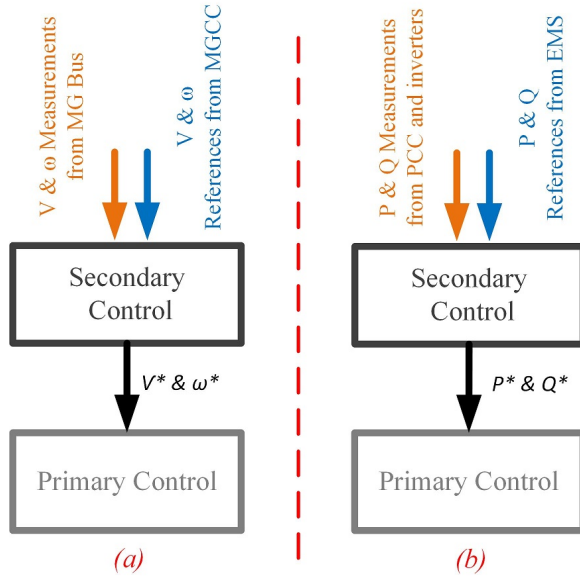 V & ω Measurements
from MG Bus
V & ω
References from MGCC
Secondary
Control
V* & ω*
Primary Control
(a)
P & Q Measurements
from PCC and inverters
P & Q
References from EMS
Secondary
Control
P* & Q*
Primary Control
(b)